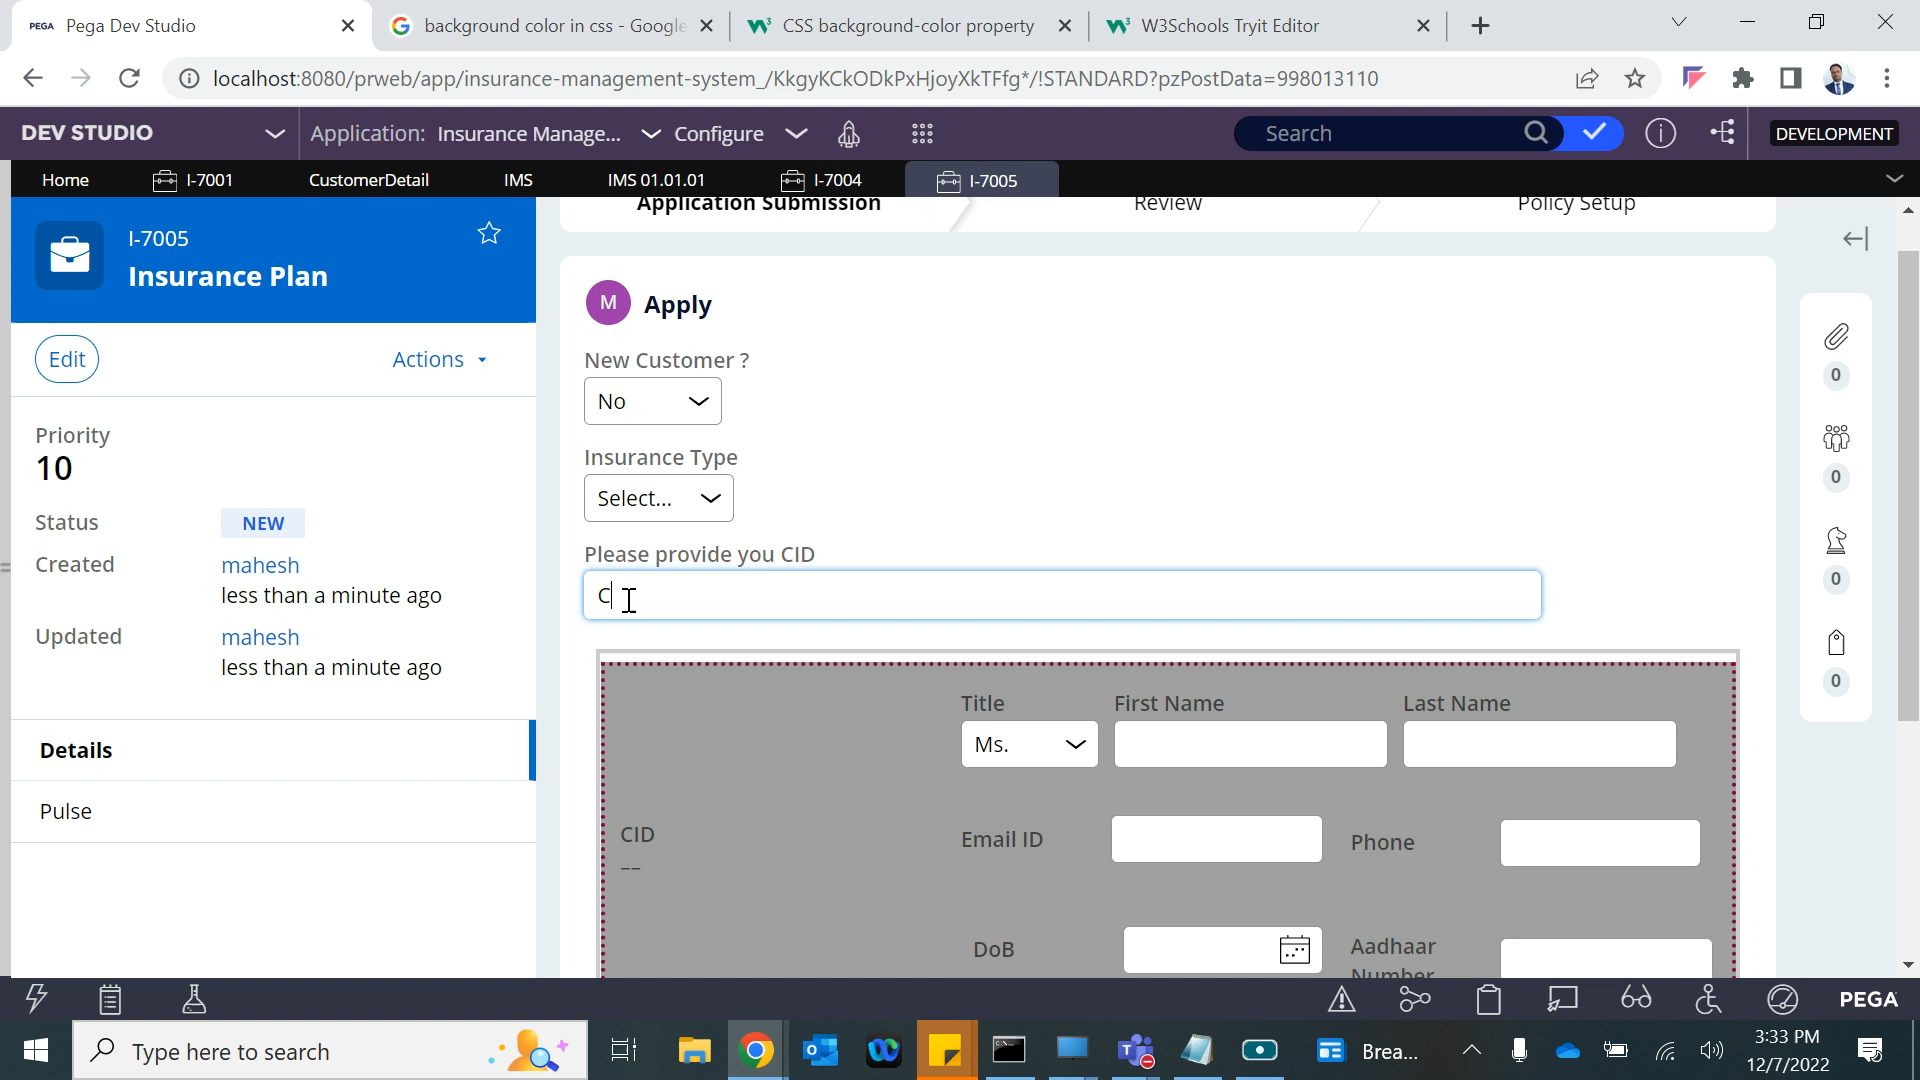 PEGA Pega Dev Studio
background color in css - Google
CSS background-color property
W3Schools Tryit Editor
localhost:8080/prweb/app/insurance-management-system_/KkgyKCkODkPxHjoyXkTFfg*/!STANDARD?pzPostData=998013110
DEV STUDIO
Application: Insurance Manage...
Configure
Search
DEVELOPMENT
Home
I-7001
CustomerDetail
IMS
IMS 01.01.01
I-7004
I-7005
I-7005
Insurance Plan
Edit
Actions
Priority
10
Status
NEW
Created
mahesh
less than a minute ago
Updated
mahesh
less than a minute ago
Details
Pulse
Application Submission
Review
Policy Setup
M Apply
New Customer ?
No
Insurance Type
Select...
Please provide you CID
C
Title
First Name
Last Name
Ms.
CID
--
Email ID
Phone
DoB
Aadhaar
Number
0
0
0
0
PEGA
Type here to search
Brea...
3:33 PM
12/7/2022